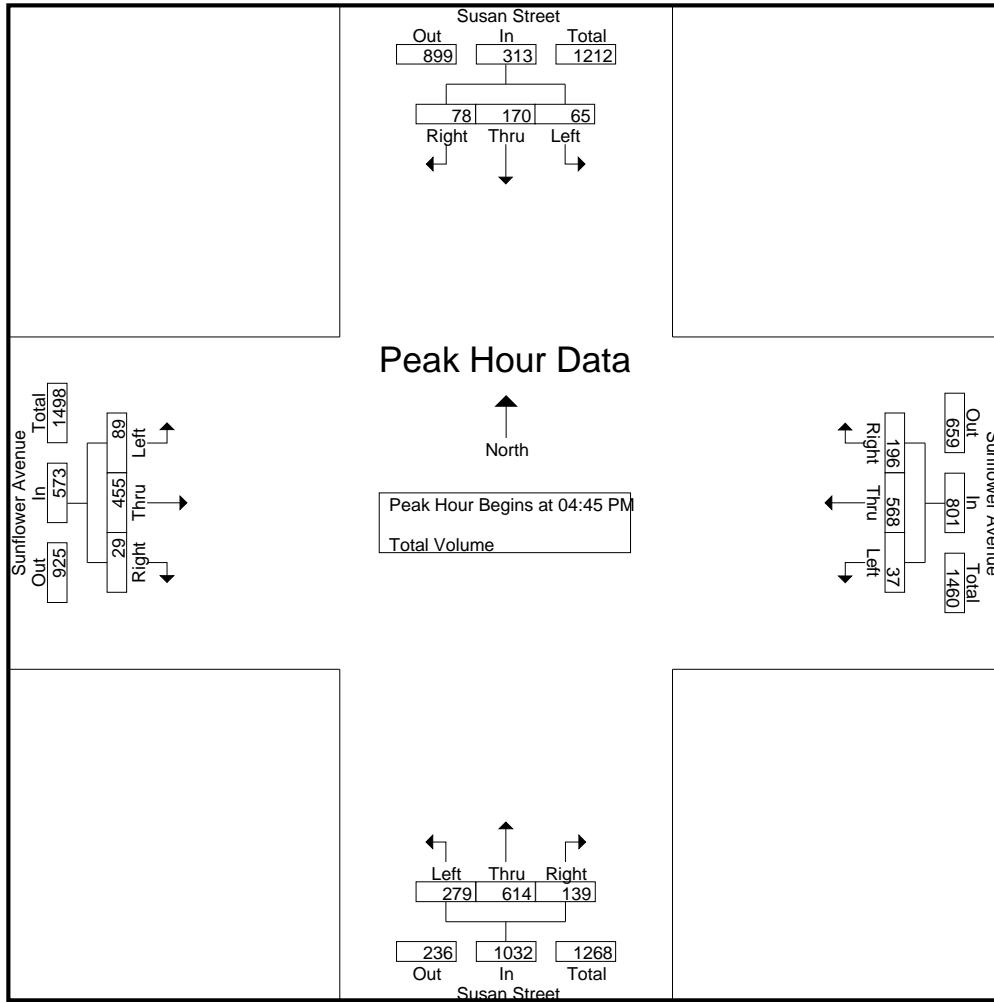 Susan Street
Out In Total
899 313 1212
78 170 65
Right Thru Left
Peak Hour Data
North
Peak Hour Begins at 04:45 PM
Total Volume
Sunflower Avenue
Total In Out
1498 573 925
89 455 29
Left Thru Right
Sunflower Avenue
Out In Total
659 801 1460
196 568 37
Right Thru Left
Left Thru Right
279 614 139
236 1032 1268
Out In Total
Susan Street